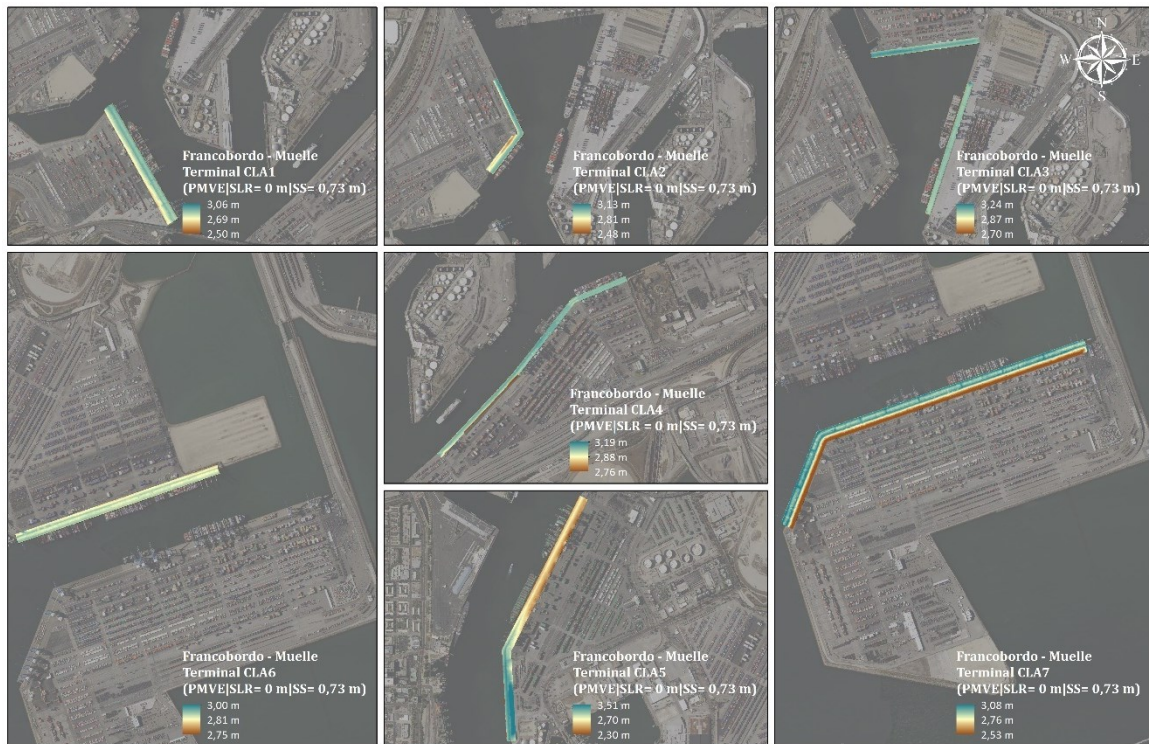 Francobordo - Muelle
Terminal CLA1
(PMVE|SLR= 0 m|SS= 0,73 m)
3,06 m
2,69 m
2,50 m
Francobordo - Muelle
Terminal CLA2
(PMVE|SLR= 0 m|SS= 0,73 m)
3,13 m
2,81 m
2,48 m
N
W E
S
Francobordo - Muelle
Terminal CLA3
(PMVE|SLR= 0 m|SS= 0,73 m)
3,24 m
2,87 m
2,70 m
Francobordo - Muelle
Terminal CLA6
(PMVE|SLR= 0 m|SS= 0,73 m)
3,00 m
2,81 m
2,75 m
Francobordo - Muelle
Terminal CLA4
(PMVE|SLR = 0 m|SS= 0,73 m)
3,19 m
2,88 m
2,76 m
Francobordo - Muelle
Terminal CLA5
(PMVE|SLR= 0 m|SS= 0,73 m)
3,51 m
2,70 m
2,30 m
Francobordo - Muelle
Terminal CLA7
(PMVE|SLR= 0 m|SS= 0,73 m)
3,08 m
2,76 m
2,53 m